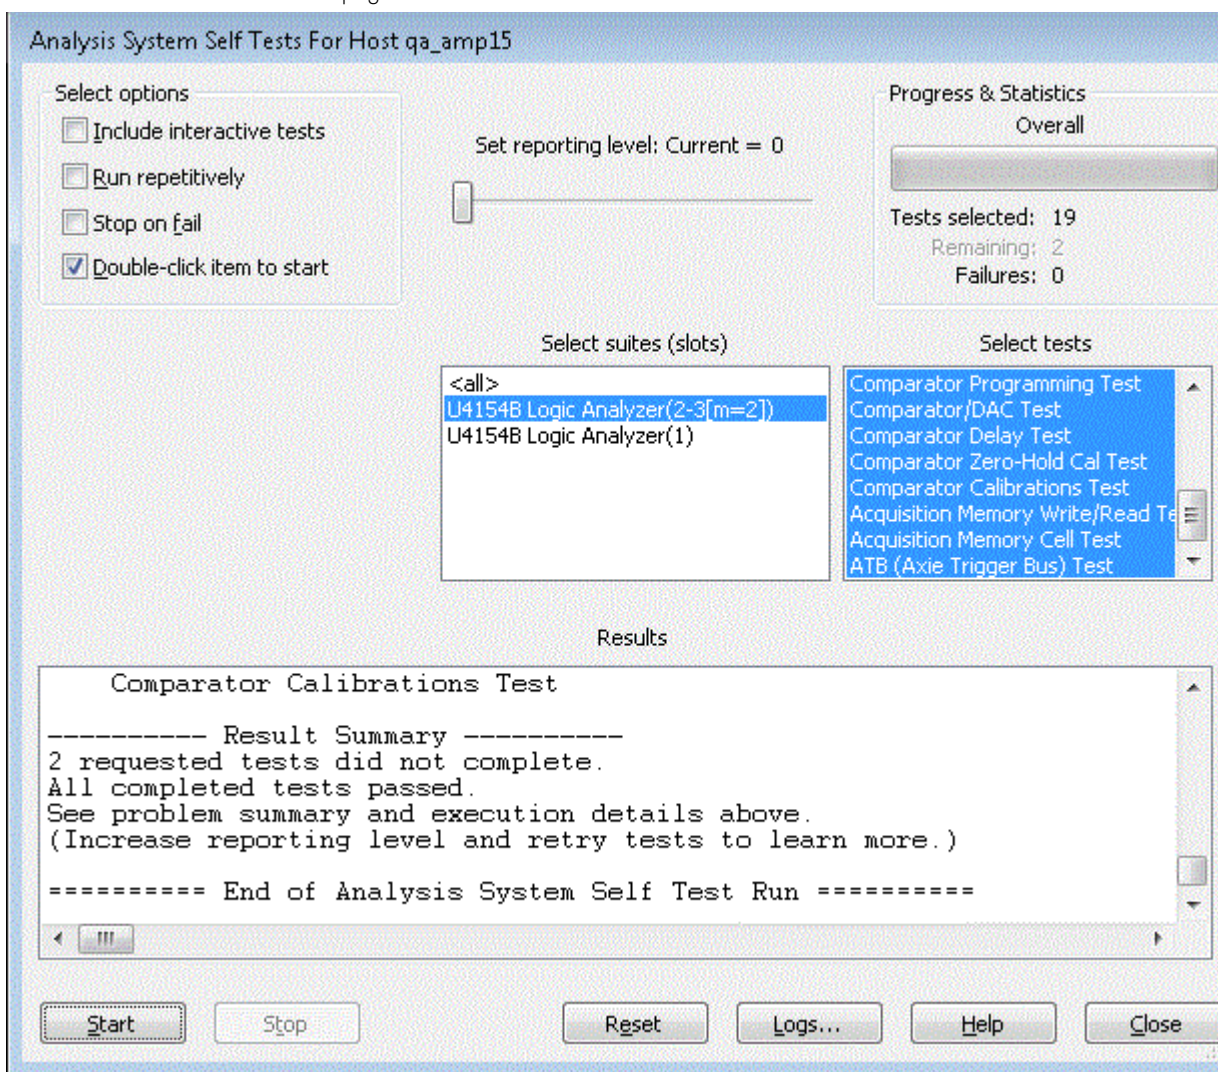 Analysis System Self Tests For Host qa_amp15
Select options
Include interactive tests
Run repetitively
Stop on fail
Double-click item to start
Set reporting level: Current = 0
Progress & Statistics
Overall
Tests selected: 19
Remaining: 2
Failures: 0
Select suites (slots)
<all>
U4154B Logic Analyzer(2-3[m=2])
U4154B Logic Analyzer(1)
Select tests
Comparator Programming Test
Comparator/DAC Test
Comparator Delay Test
Comparator Zero-Hold Cal Test
Comparator Calibrations Test
Acquisition Memory Write/Read Te
Acquisition Memory Cell Test
ATB (Axie Trigger Bus) Test
Results
Comparator Calibrations Test
---------- Result Summary ----------
2 requested tests did not complete.
All completed tests passed.
See problem summary and execution details above.
(Increase reporting level and retry tests to learn more.)
========== End of Analysis System Self Test Run ==========
Start Stop Reset Logs... Help Close